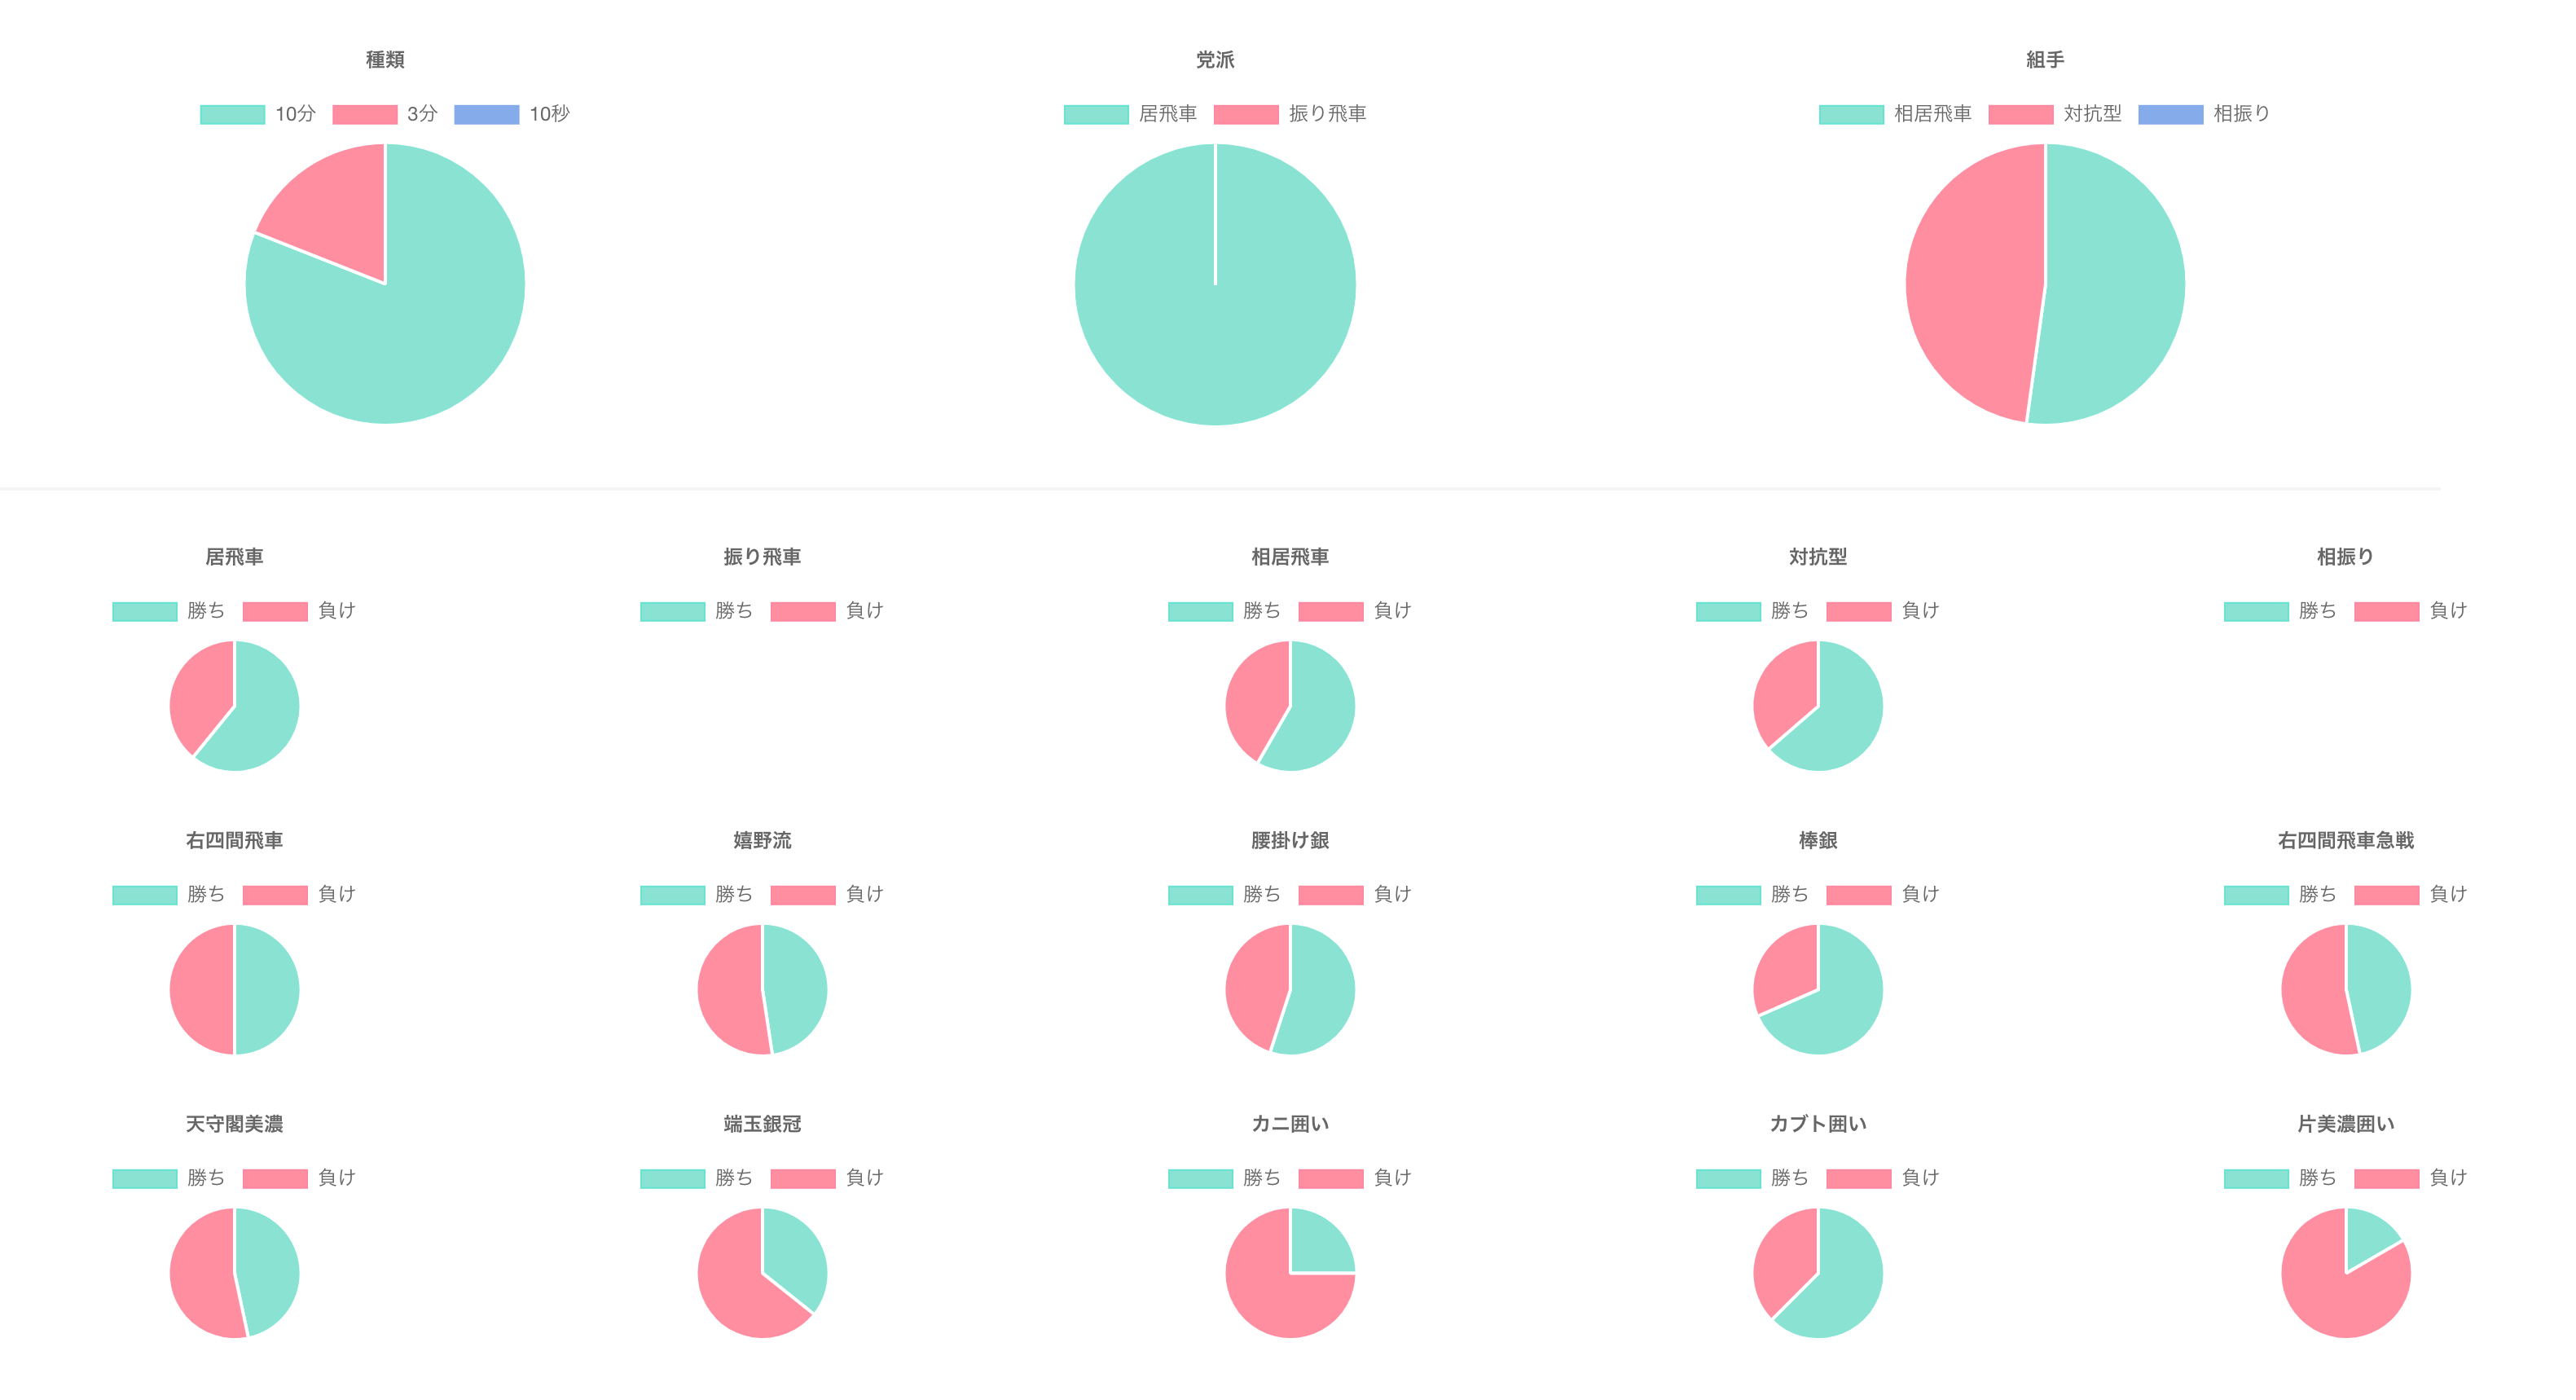 種類 党派 組手
10分 3分 10秒 居飛車 振り飛車 相居飛車 対抗型 相振り
居飛車 振り飛車 相居飛車 対抗型 相振り
勝ち 負け 勝ち 負け 勝ち 負け 勝ち 負け 勝ち 負け
右四間飛車 嬉野流 腰掛け銀 棒銀 右四間飛車急戦
勝ち 負け 勝ち 負け 勝ち 負け 勝ち 負け 勝ち 負け
天守閣美濃 端玉銀冠 カニ囲い カブト囲い 片美濃囲い
勝ち 負け 勝ち 負け 勝ち 負け 勝ち 負け 勝ち 負け